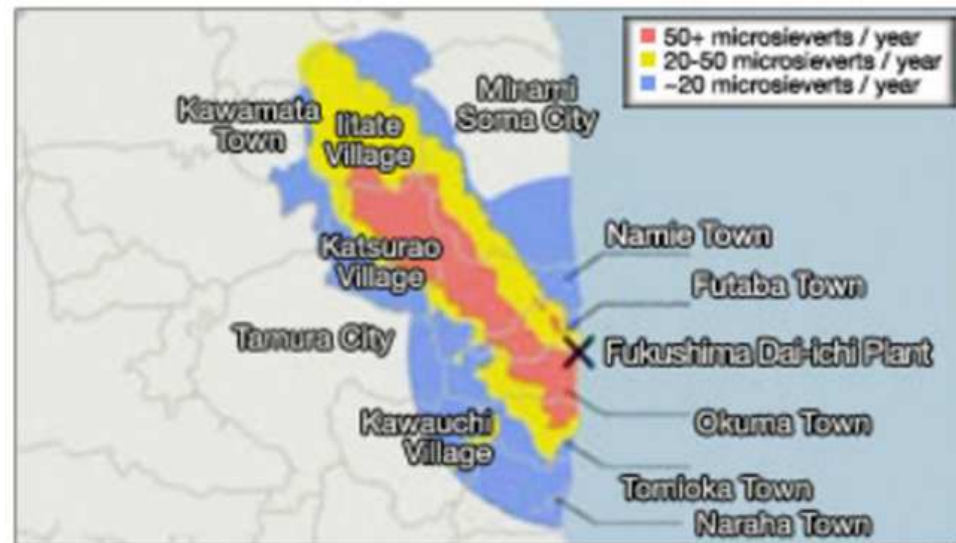 50+ microsieverts / year
20-50 microsieverts / year
~20 microsieverts / year
Minami
Soma City
Kawamata
Town
Iitate
Village
Namie Town
Katsurao
Village
Futaba Town
Tamura City
Fukushima Dai-ichi Plant
Kawauchi
Village
Okuma Town
Tomioka Town
Naraha Town